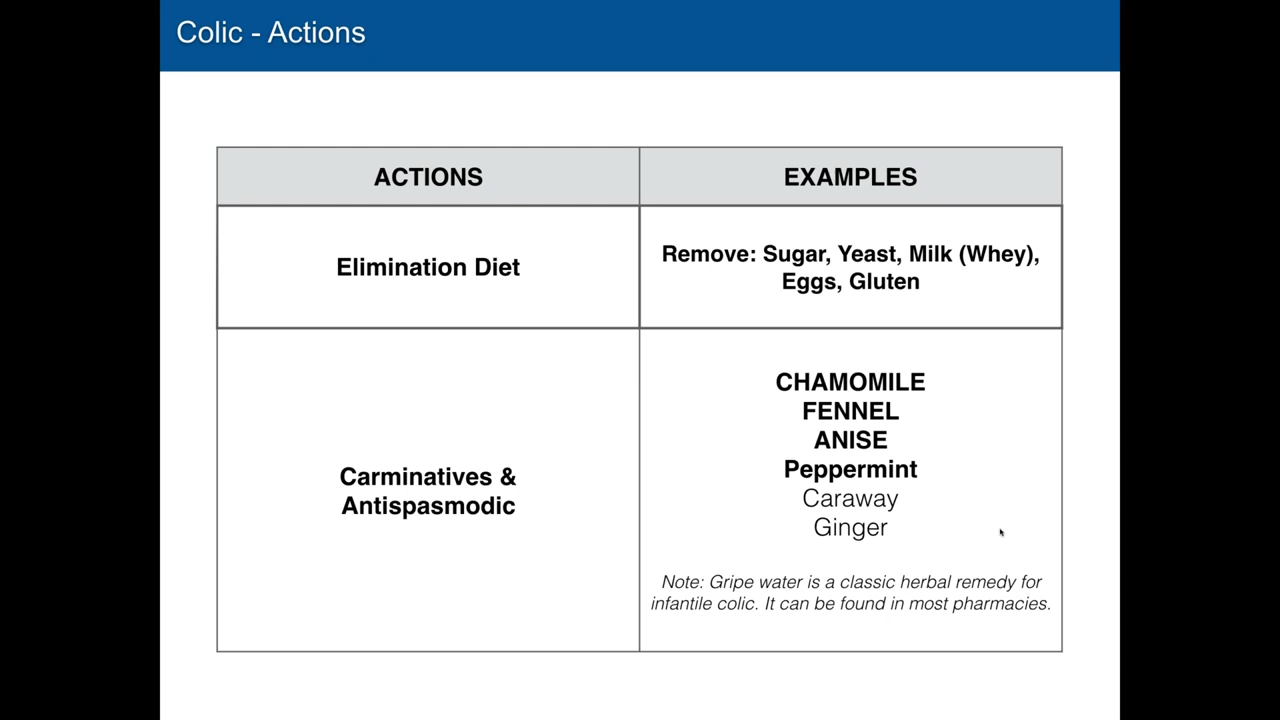 Colic - Actions
ACTIONS
EXAMPLES
Elimination Diet
Remove: Sugar, Yeast, Milk (Whey),
Eggs, Gluten
Carminatives &
Antispasmodic
CHAMOMILE
FENNEL
ANISE
Peppermint
Caraway
Ginger
Note: Gripe water is a classic herbal remedy for
infantile colic. It can be found in most pharmacies.